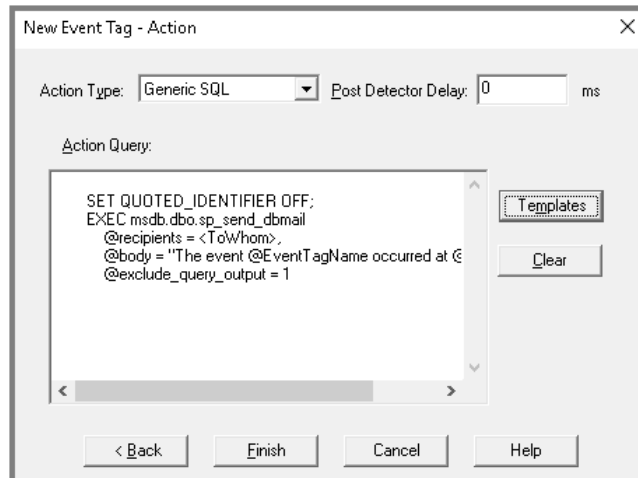 New Event Tag - Action
Action Type: Generic SQL Post Detector Delay: 0 ms
Action Query:
SET QUOTED_IDENTIFIER OFF;
EXEC msdb.dbo.sp_send_dbmail
@recipients = <ToWhom>,
@body = "The event @EventTagName occurred at @
@exclude_query_output = 1
Templates
Clear
< Back Finish Cancel Help